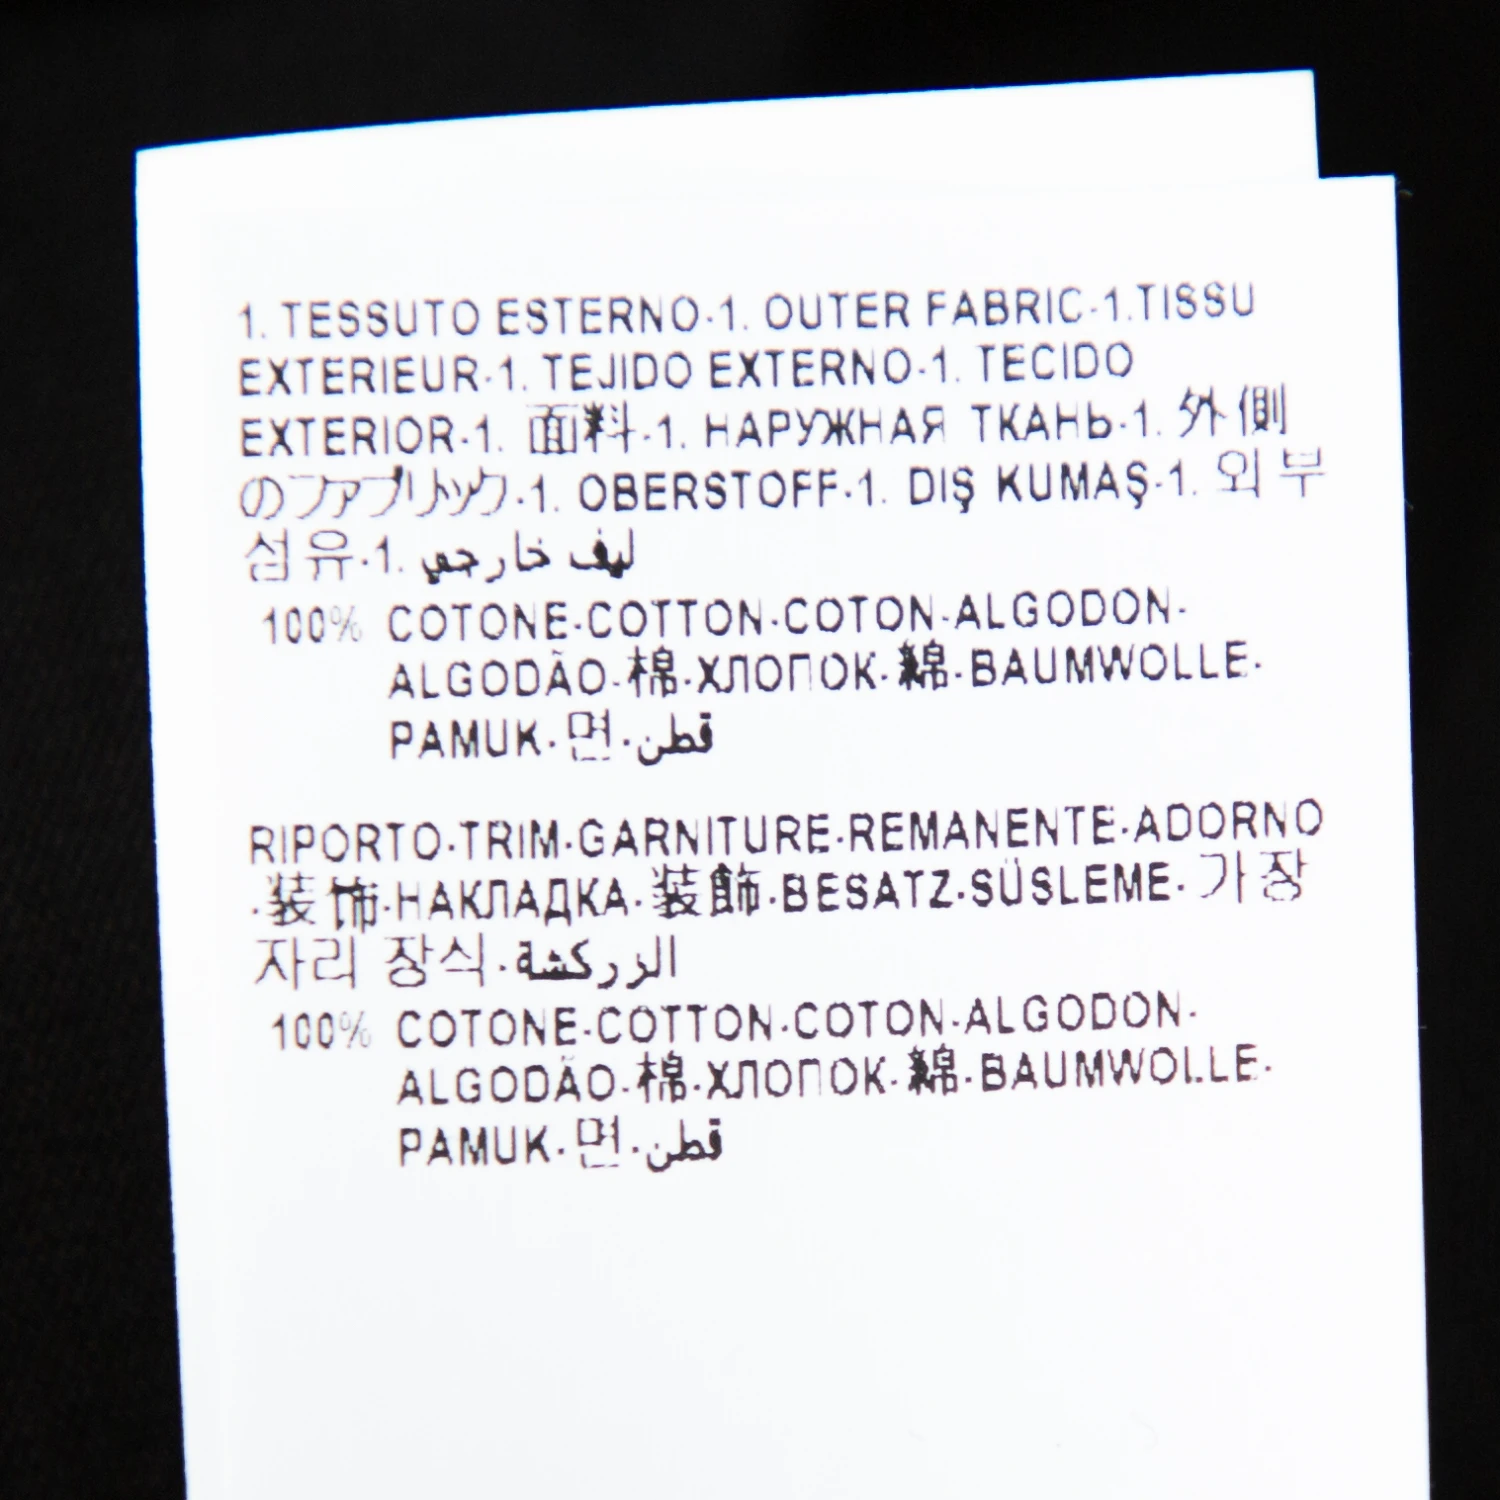 1. TESSUTO ESTERNO·1. OUTER FABRIC·1.TISSU
EXTERIEUR·1. TEJIDO EXTERNO·1. TECIDO
EXTERIOR·1. 面料·1. НАРУЖНАЯ ТКАНЬ·1. 外側
のファブリック·1. OBERSTOFF·1. DIŞ KUMAŞ·1. 외부
섬유·1. ليف خارجي
100% COTONE·COTTON·COTON·ALGODON·
ALGODÃO·棉·ХЛОПОК·綿·BAUMWOLLE·
PAMUK·면·قطن
RIPORTO·TRIM·GARNITURE·REMANENTE·ADORNO
·装饰·НАКЛАДКА·装飾·BESATZ·SÜSLEME·가장
자리 장식·الزركشة
100% COTONE·COTTON·COTON·ALGODON·
ALGODÃO·棉·ХЛОПОК·綿·BAUMWOLLE·
PAMUK·면·قطن